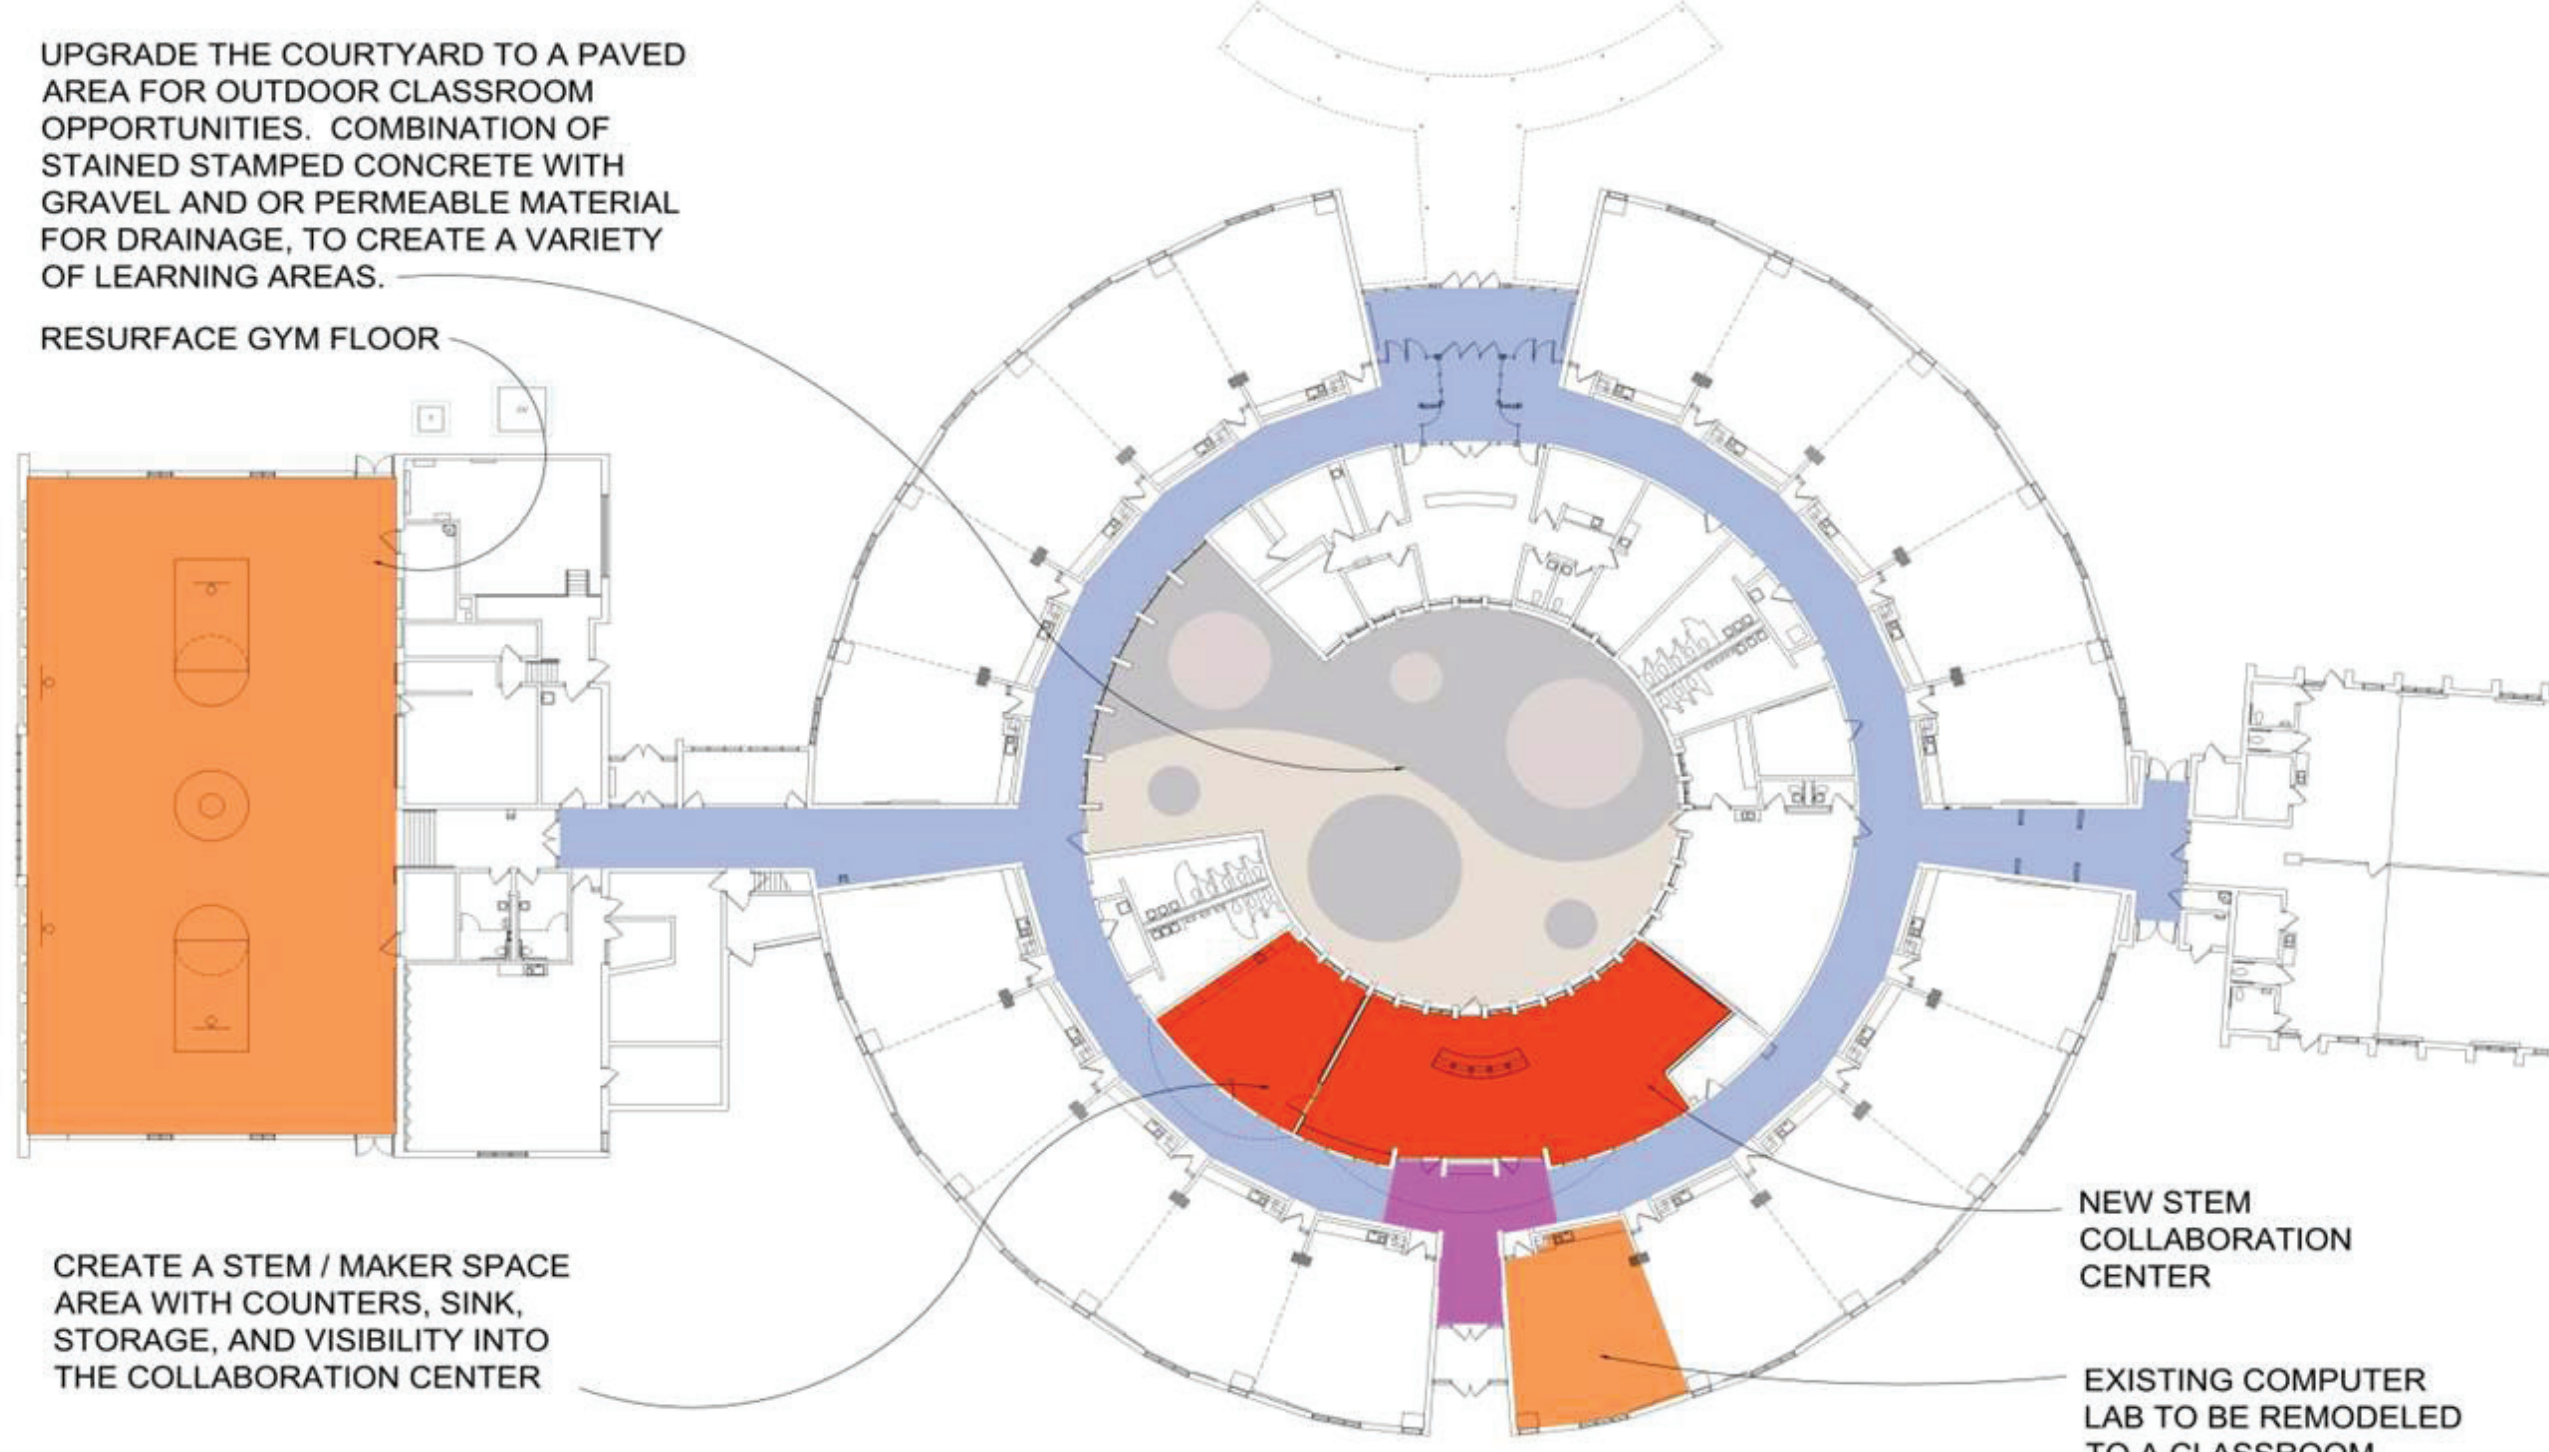 UPGRADE THE COURTYARD TO A PAVED
AREA FOR OUTDOOR CLASSROOM
OPPORTUNITIES.  COMBINATION OF
STAINED STAMPED CONCRETE WITH
GRAVEL AND OR PERMEABLE MATERIAL
FOR DRAINAGE, TO CREATE A VARIETY
OF LEARNING AREAS.
RESURFACE GYM FLOOR
CREATE A STEM / MAKER SPACE
AREA WITH COUNTERS, SINK,
STORAGE, AND VISIBILITY INTO
THE COLLABORATION CENTER
NEW STEM
COLLABORATION
CENTER
EXISTING COMPUTER
LAB TO BE REMODELED
TO A CLASSROOM